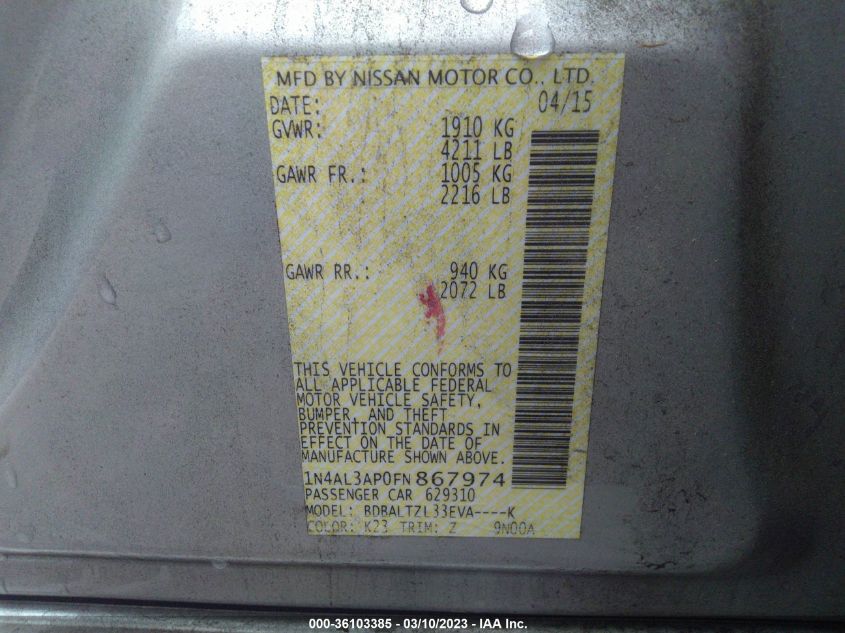 MFD BY NISSAN MOTOR CO., LTD.
DATE: 04/15
GVWR: 1910 KG
4211 LB
GAWR FR.: 1005 KG
2216 LB
GAWR RR.: 940 KG
2072 LB
THIS VEHICLE CONFORMS TO
ALL APPLICABLE FEDERAL
MOTOR VEHICLE SAFETY,
BUMPER, AND THEFT
PREVENTION STANDARDS IN
EFFECT ON THE DATE OF
MANUFACTURE SHOWN ABOVE.
1N4AL3AP0FN 867974
PASSENGER CAR 629310
MODEL: BDBALTZL33EVA----K
COLOR: K23 TRIM: Z 9N00A
000-36103385 — 03/10/2023 - IAA Inc.